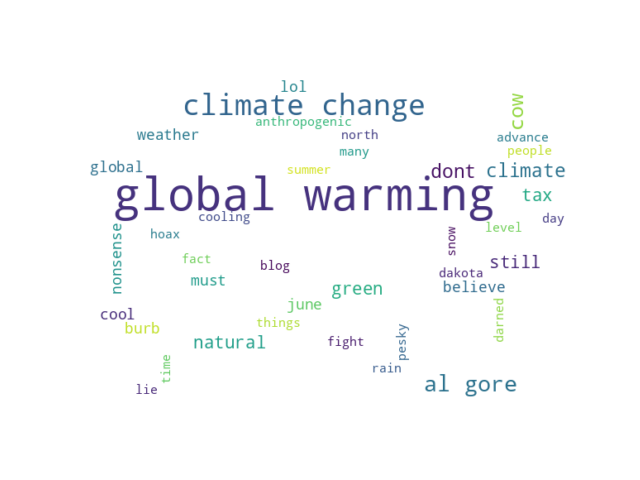 lol
climate change
cow
anthropogenic
weather
north
advance
many
people
global
summer
dont
climate
global warming
tax
cooling
day
nonsense
hoax
snow
level
fact
blog
dakota
still
must
green
believe
cool
june
darned
burb
things
natural
fight
pesky
time
rain
lie
al gore